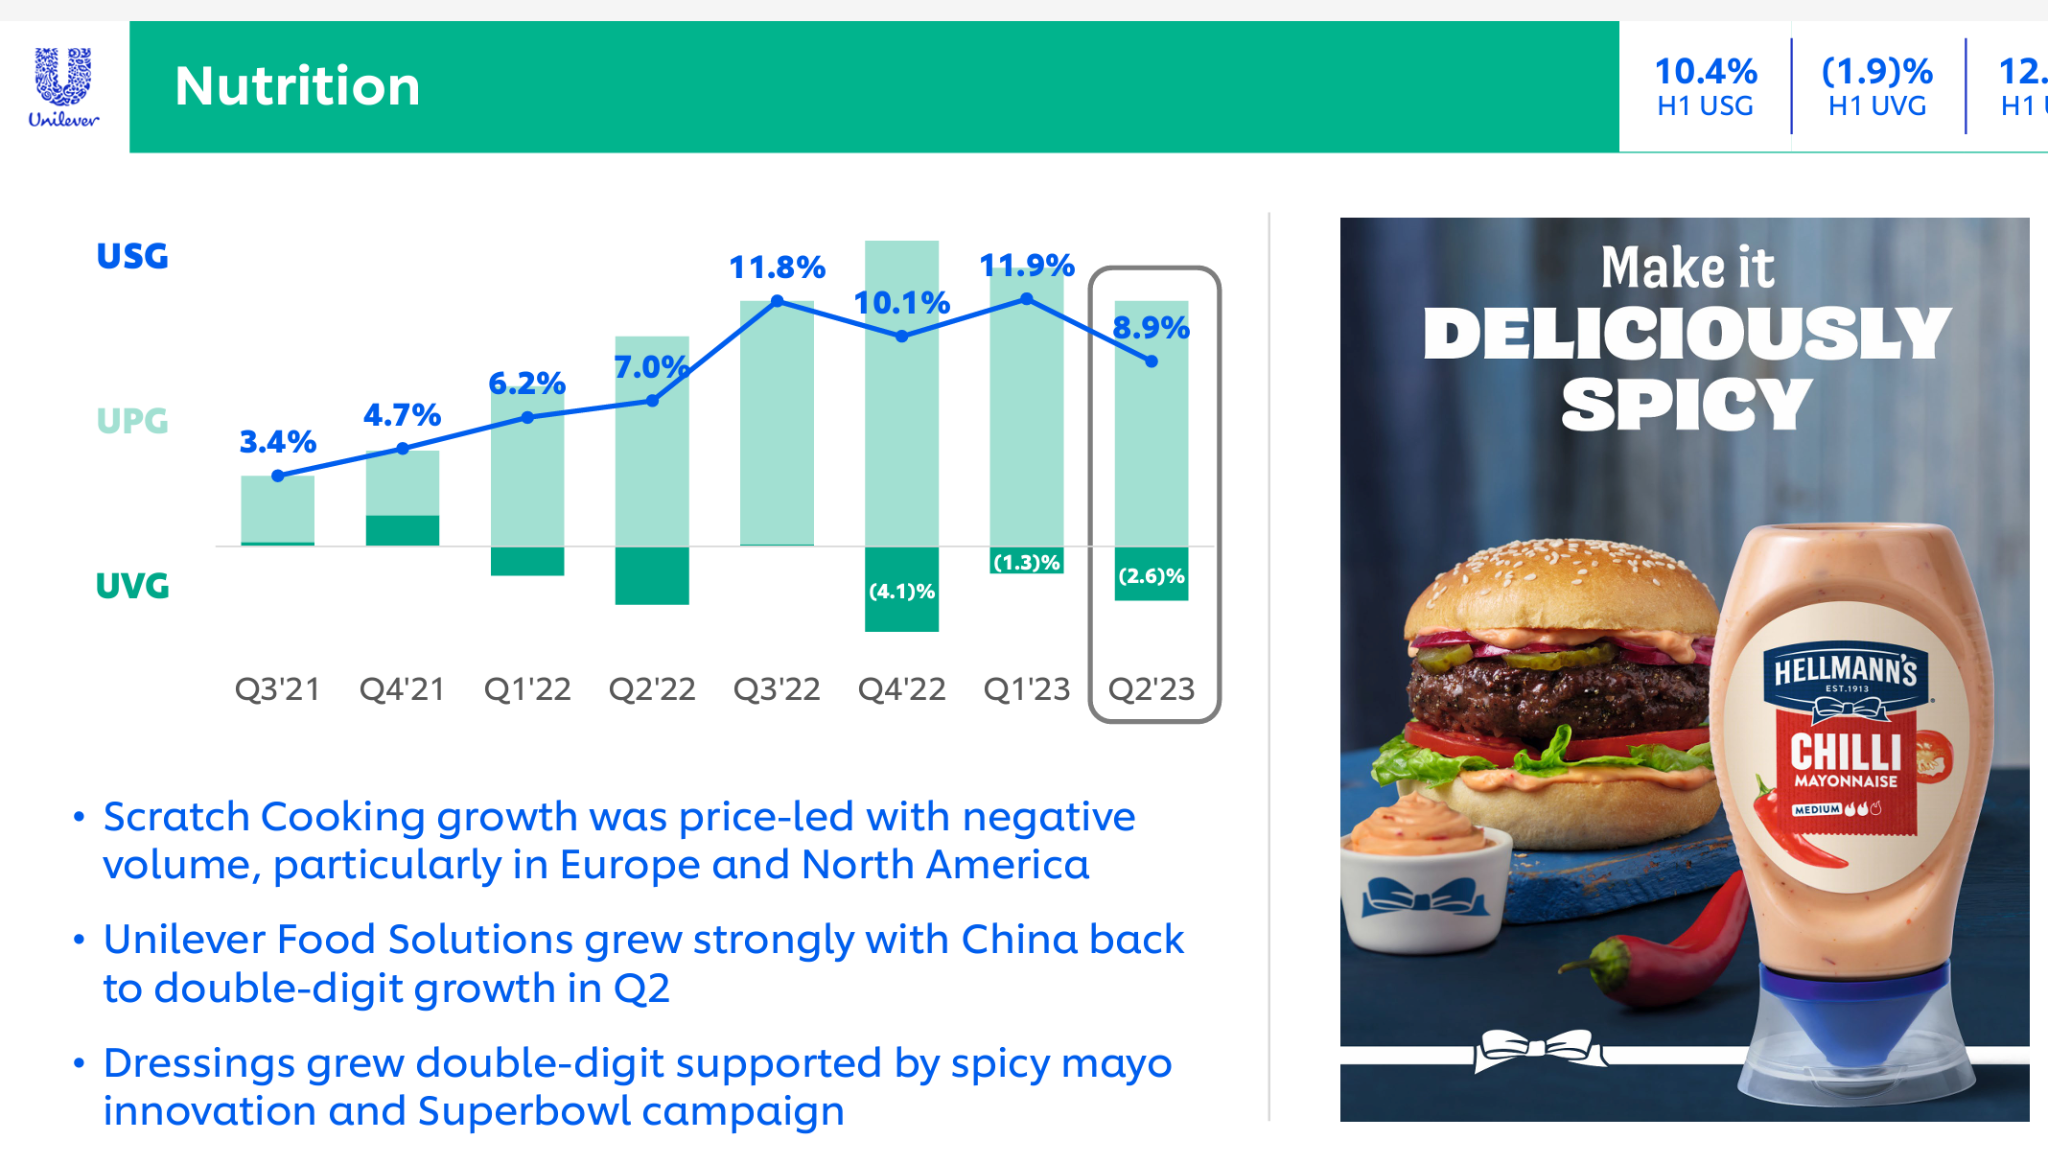 Unilever
Nutrition
10.4%
H1 USG
(1.9)%
H1 UVG
12.
H1
USG
UPG
UVG
3.4%
4.7%
6.2%
7.0%
11.8%
10.1%
11.9%
8.9%
(4.1)%
(1.3)%
(2.6)%
Q3'21
Q4'21
Q1'22
Q2'22
Q3'22
Q4'22
Q1'23
Q2'23
• Scratch Cooking growth was price-led with negative
volume, particularly in Europe and North America
• Unilever Food Solutions grew strongly with China back
to double-digit growth in Q2
• Dressings grew double-digit supported by spicy mayo
innovation and Superbowl campaign
Make it
DELICIOUSLY
SPICY
HELLMANN'S
EST.1913
CHILLI
MAYONNAISE
MEDIUM